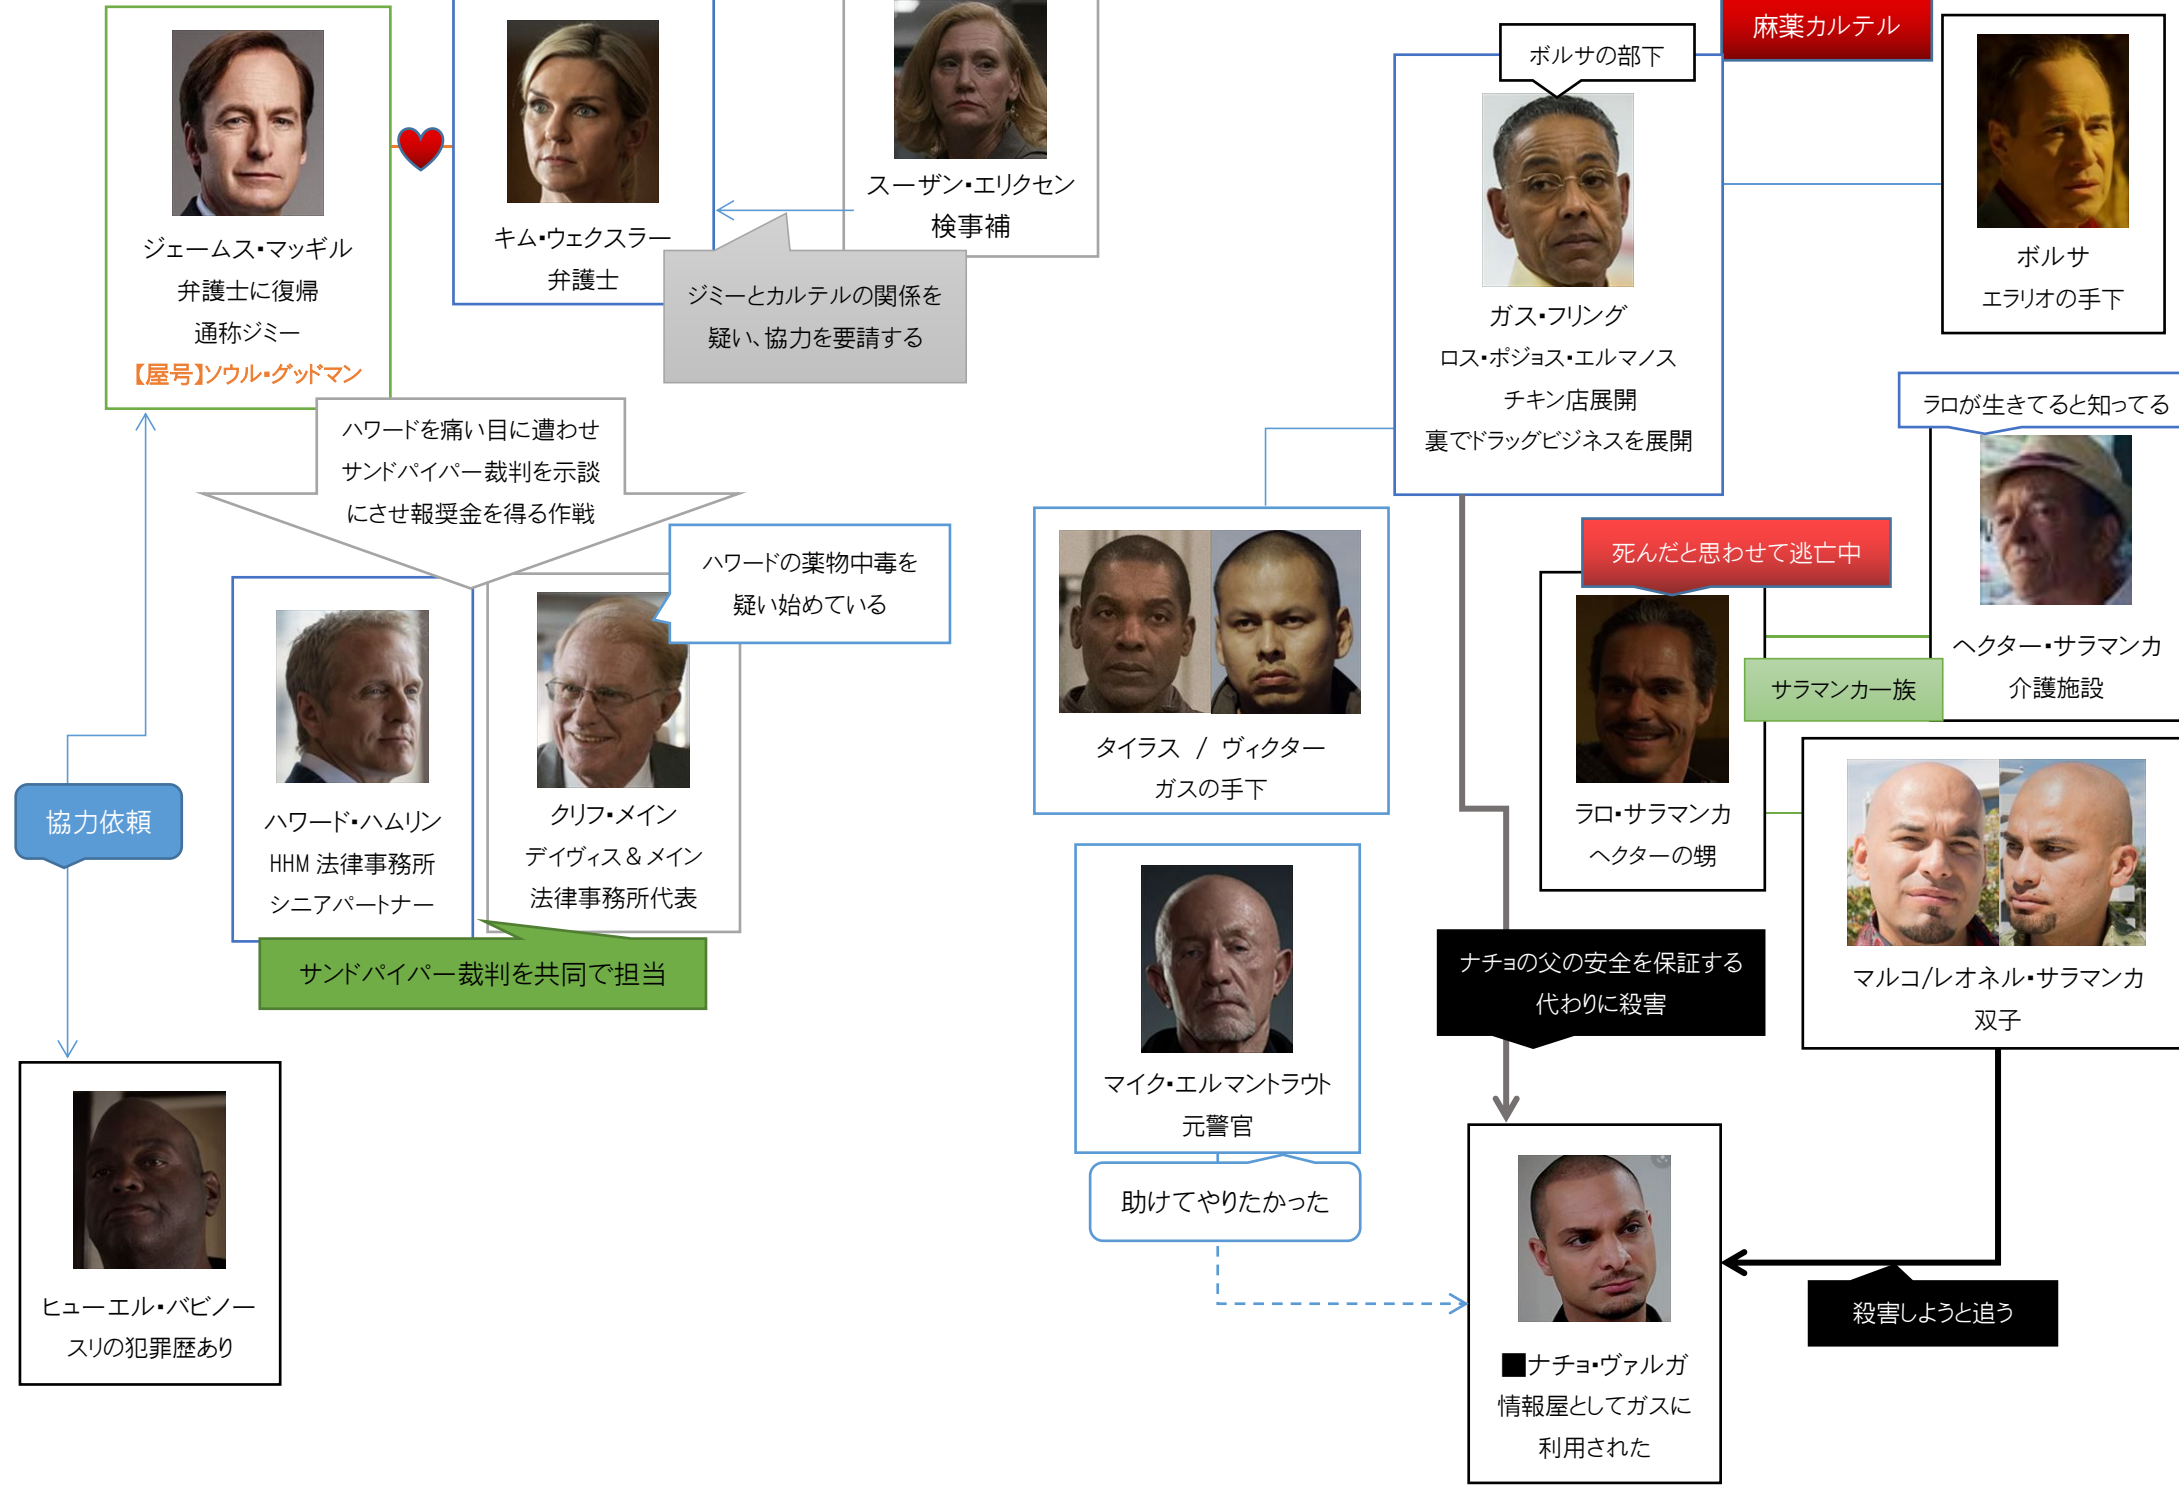 ジェームス・マッギル
弁護士に復帰
通称ジミー
【屋号】ソウル・グッドマン
キム・ウェクスラー
弁護士
スーザン・エリクセン
検事補
ジミーとカルテルの関係を
疑い、協力を要請する
ハワードを痛い目に遭わせ
サンドパイパー裁判を示談
にさせ報奨金を得る作戦
ハワードの薬物中毒を
疑い始めている
ハワード・ハムリン
HHM 法律事務所
シニアパートナー
クリフ・メイン
デイヴィス＆メイン
法律事務所代表
サンドパイパー裁判を共同で担当
協力依頼
ヒューエル・バビノー
スリの犯罪歴あり
麻薬カルテル
ボルサの部下
ガス・フリング
ロス・ポジョス・エルマノス
チキン店展開
裏でドラッグビジネスを展開
ボルサ
エラリオの手下
ラロが生きてると知ってる
ヘクター・サラマンカ
介護施設
死んだと思わせて逃亡中
サラマンカ一族
ラロ・サラマンカ
ヘクターの甥
タイラス / ヴィクター
ガスの手下
マルコ/レオネル・サラマンカ
双子
マイク・エルマントラウト
元警官
助けてやりたかった
ナチョの父の安全を保証する
代わりに殺害
殺害しようと追う
■ナチョ・ヴァルガ
情報屋としてガスに
利用された